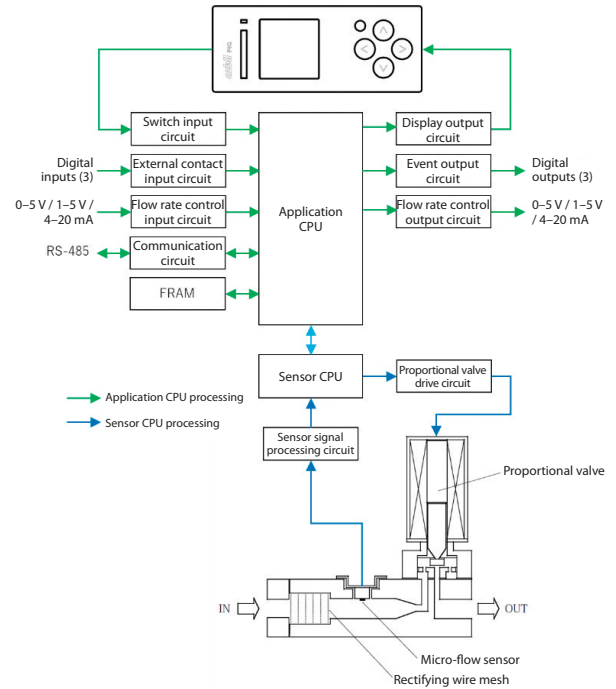 Switch input
circuit
Display output
circuit
Digital
inputs (3)
External contact
input circuit
Event output
circuit
Digital
outputs (3)
0–5 V / 1–5 V /
4–20 mA
Flow rate control
input circuit
Application
CPU
Flow rate control
output circuit
0–5 V / 1–5 V
/ 4–20 mA
RS-485
Communication
circuit
FRAM
Sensor CPU
Proportional valve
drive circuit
Application CPU processing
Sensor CPU processing
Sensor signal
processing circuit
Proportional valve
IN
OUT
Micro-flow sensor
Rectifying wire mesh